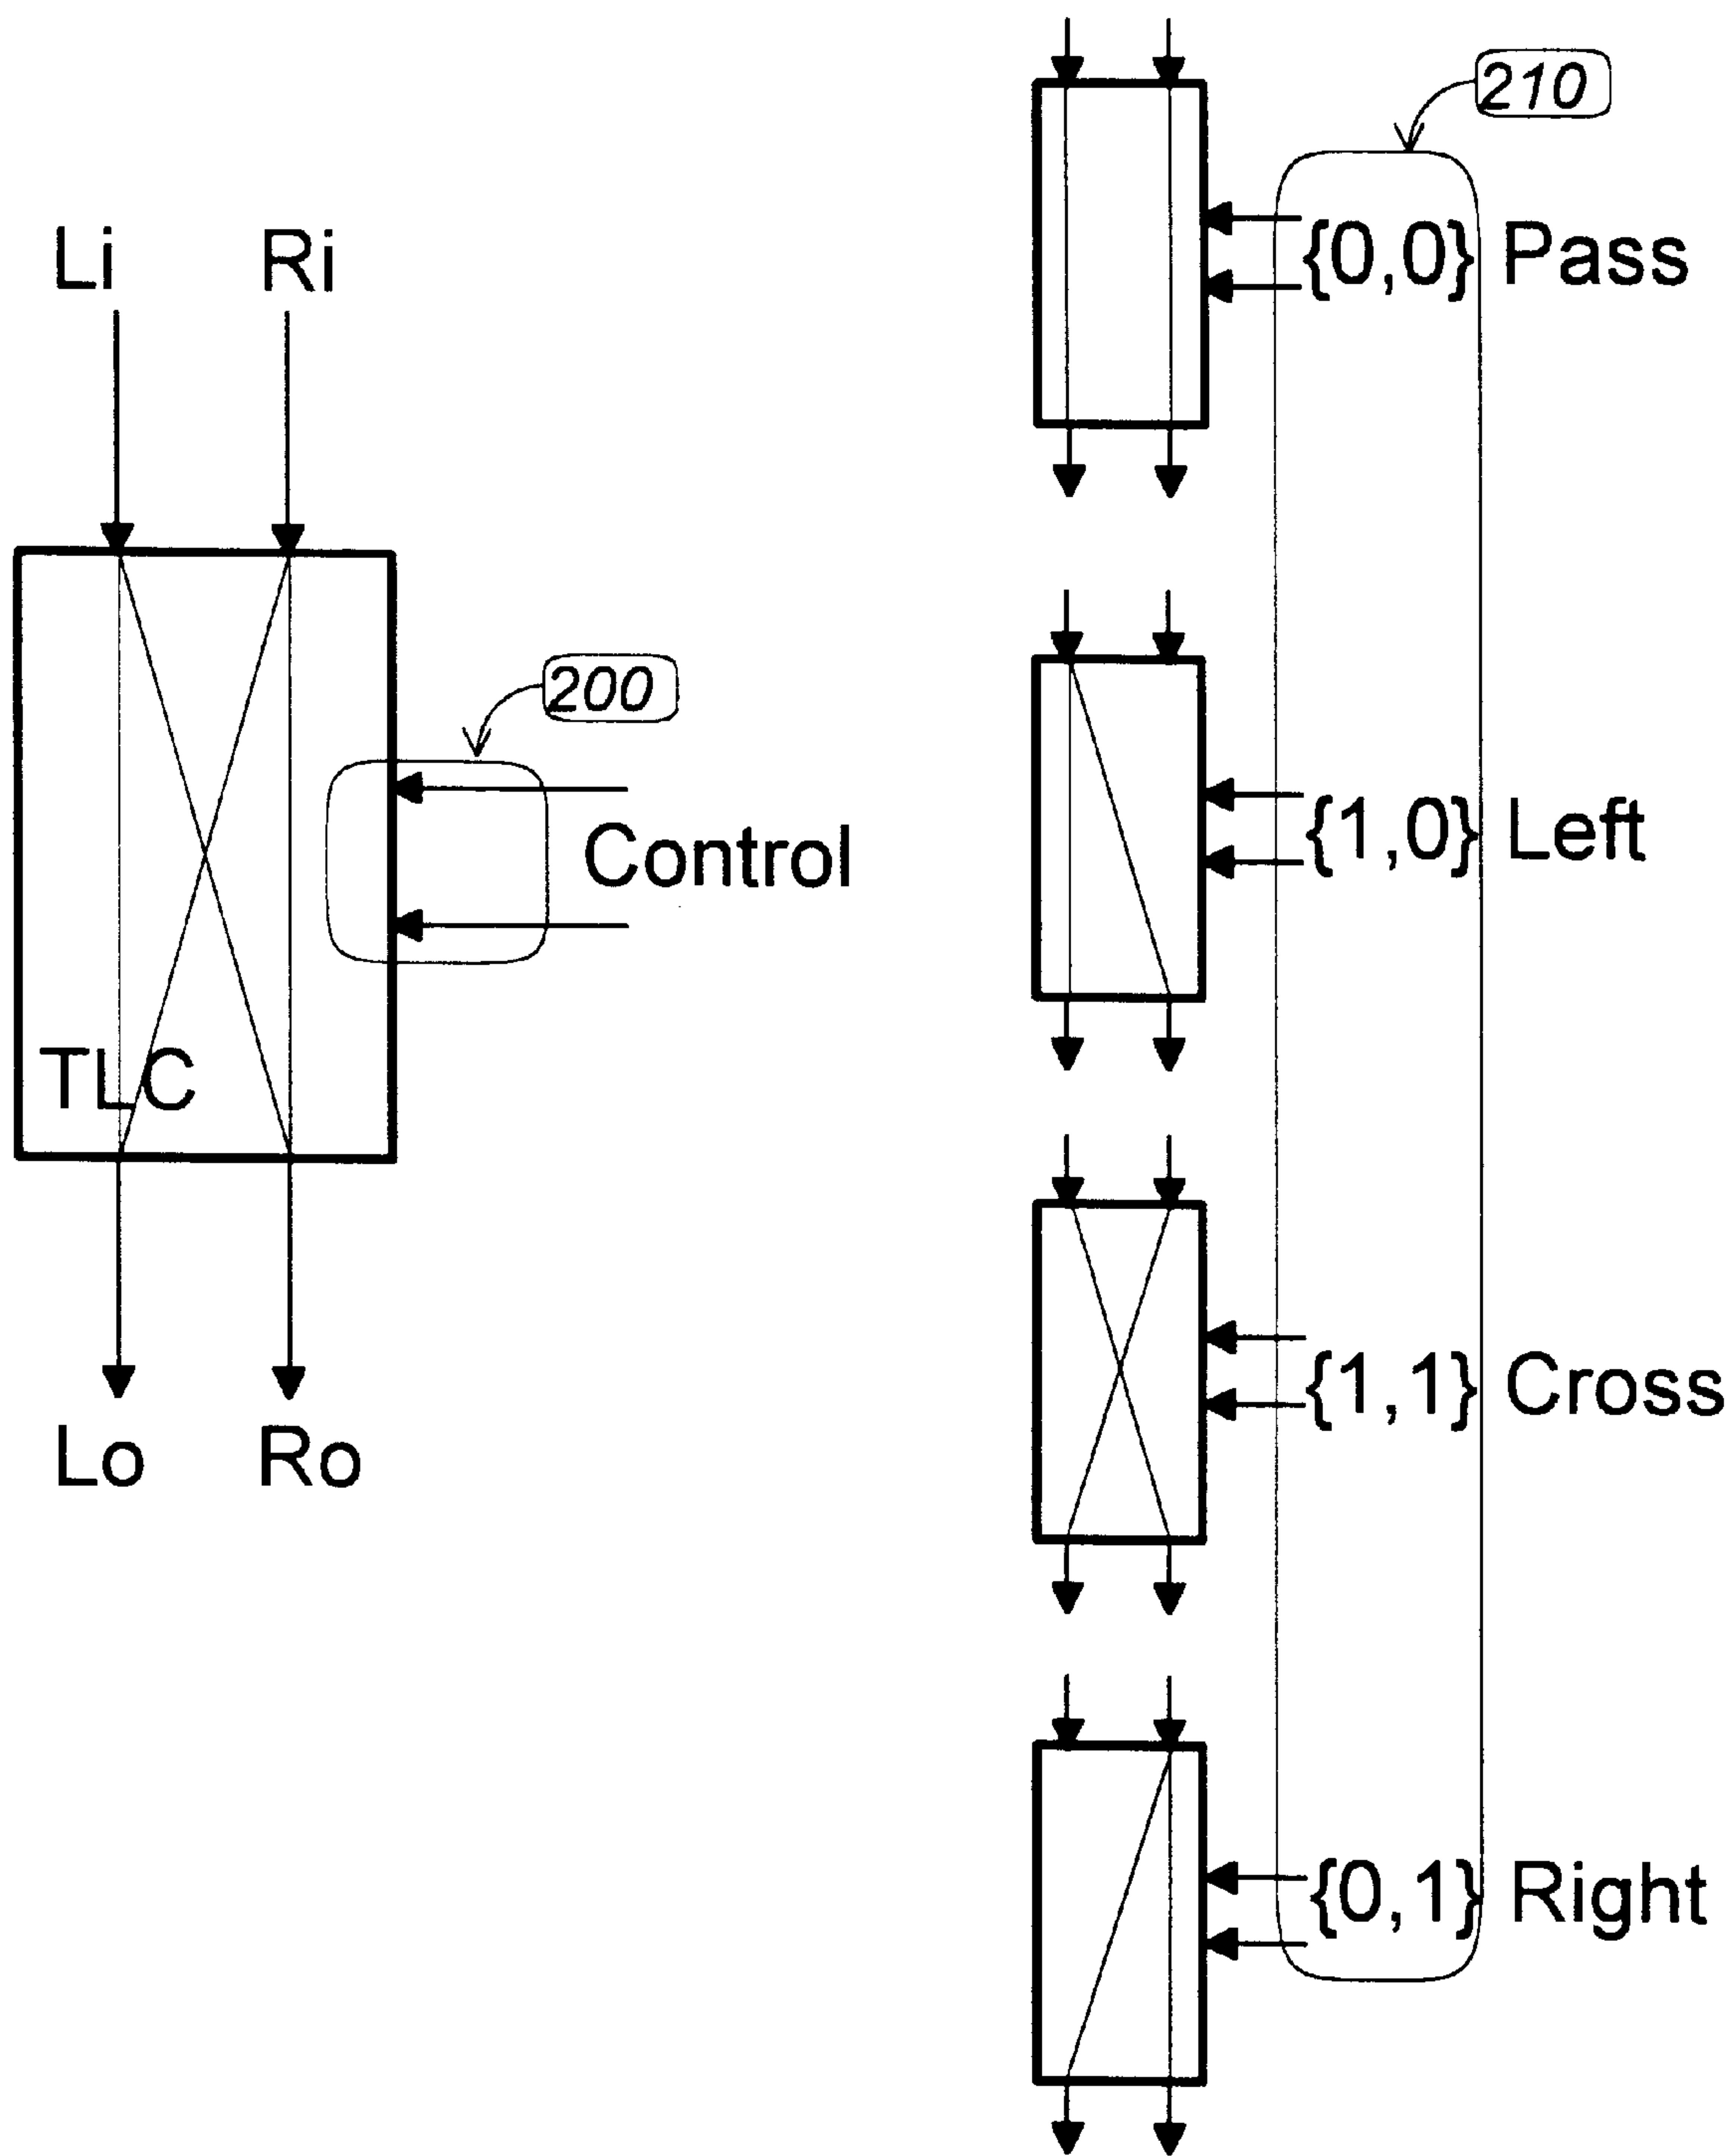 210
{0,0} Pass
Li Ri
200
{1,0} Left
Control
TLC
{1,1} Cross
Lo Ro
{0,1} Right